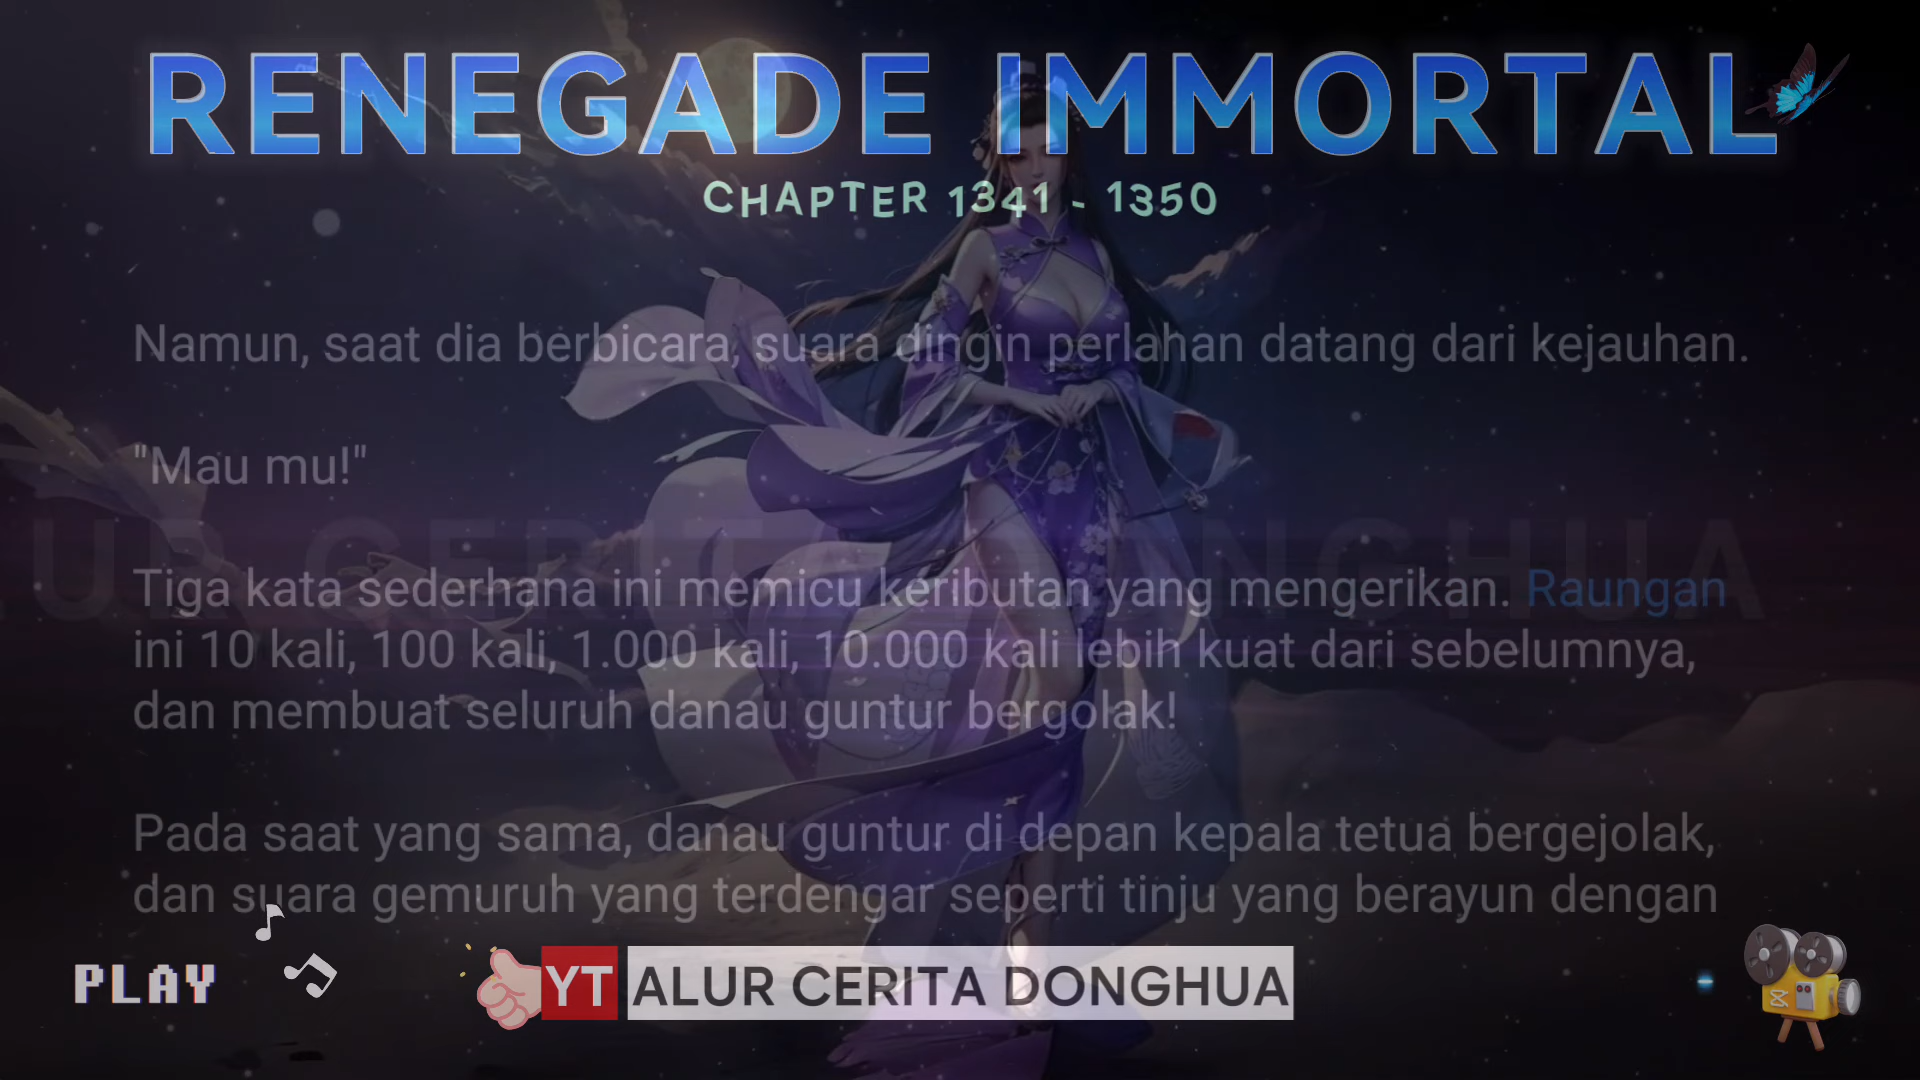 RENEGADE IMMORTAL
CHAPTER 1341 - 1350
Namun, saat dia berbicara, suara dingin perlahan datang dari kejauhan.
"Mau mu!"
UR CERITA DONGHUA
Tiga kata sederhana ini memicu keributan yang mengerikan. Raungan
ini 10 kali, 100 kali, 1.000 kali, 10.000 kali lebih kuat dari sebelumnya,
dan membuat seluruh danau guntur bergolak!
Pada saat yang sama, danau guntur di depan kepala tetua bergejolak,
dan suara gemuruh yang terdengar seperti tinju yang berayun dengan
PLAY
YT ALUR CERITA DONGHUA